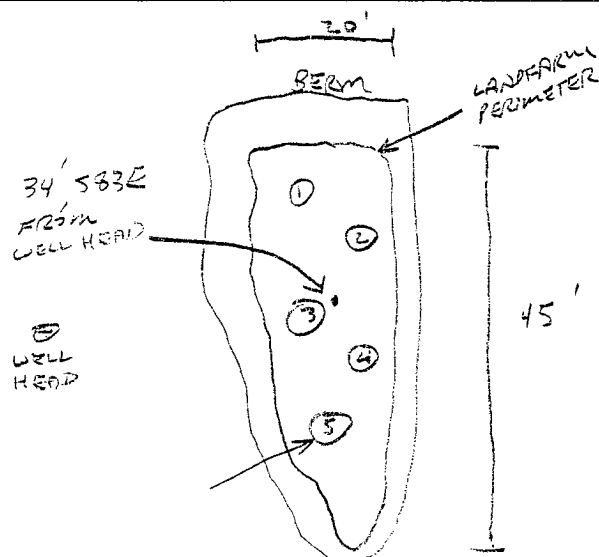 20'
BERM
LANDFARM
PERIMETER
34' S83E
FROM
WELL HEAD
1
2
3
4
5
45'
WELL
HEAD